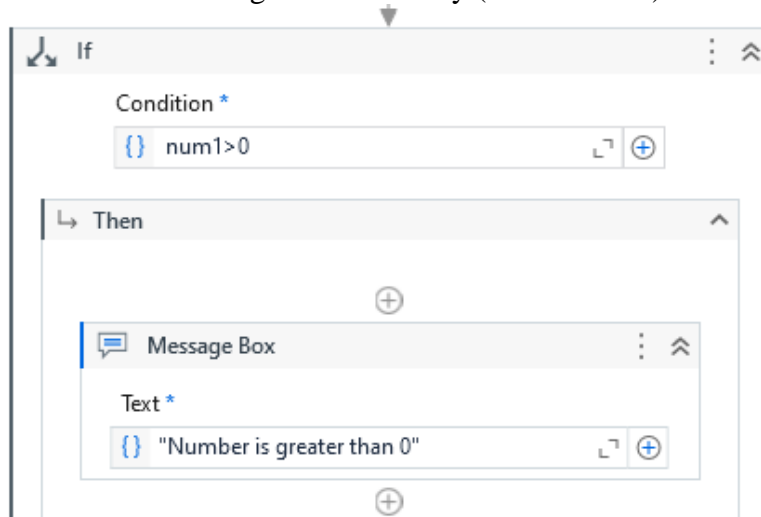 If
Condition *
{} num1>0
Then
Message Box
Text *
{} "Number is greater than 0"